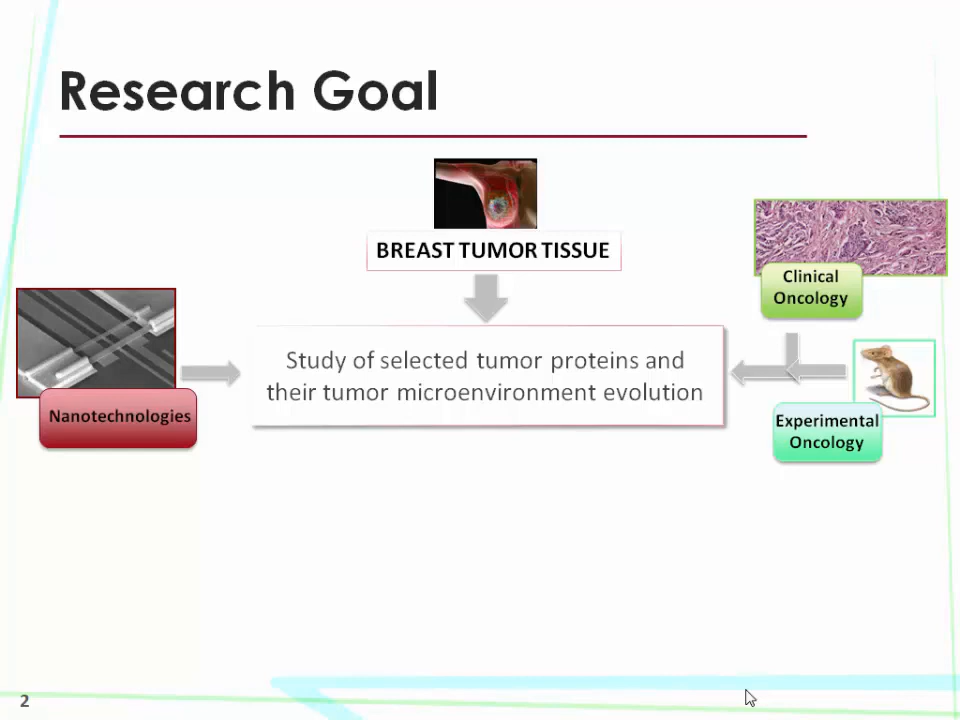 Research Goal
BREAST TUMOR TISSUE
Clinical
Oncology
Study of selected tumor proteins and
their tumor microenvironment evolution
Nanotechnologies
Experimental
Oncology
2